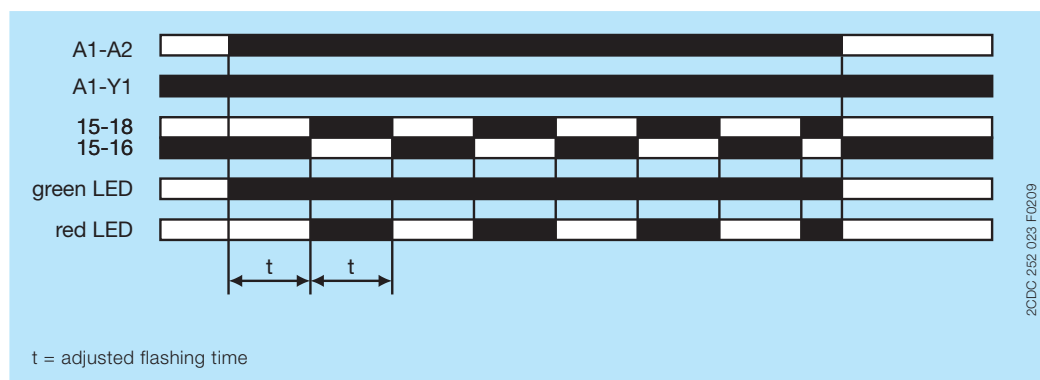 A1-A2
A1-Y1
15-18
15-16
green LED
red LED
t t
t = adjusted flashing time
2CDC 252 023 F0209